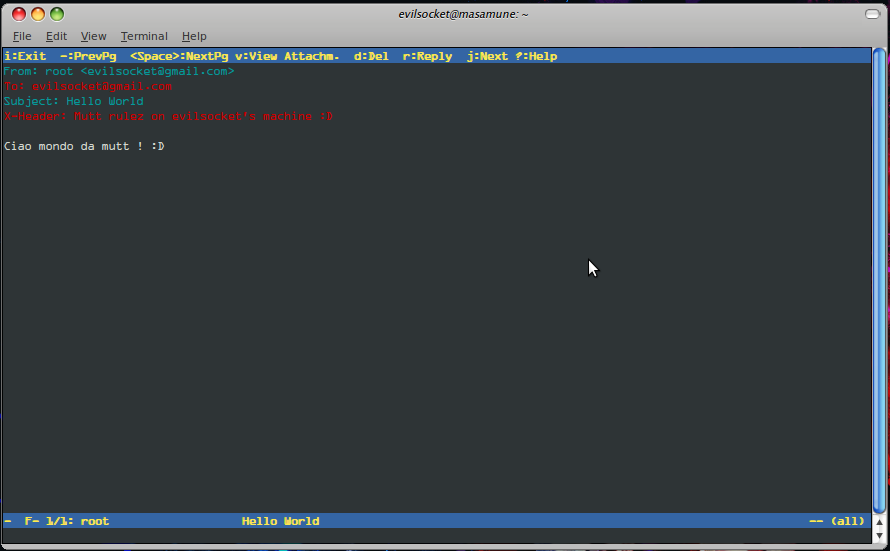 evilsocket@masamune: ~
File Edit View Terminal Help
i:Exit -:PrevPg <Space>:NextPg v:View Attachm. d:Del r:Reply j:Next ?:Help
From: root <evilsocket@gmail.com>
To: evilsocket@gmail.com
Subject: Hello World
X-Header: Mutt rulez on evilsocket's machine :D
Ciao mondo da mutt ! :D
- F- 1/1: root Hello World -- (all)